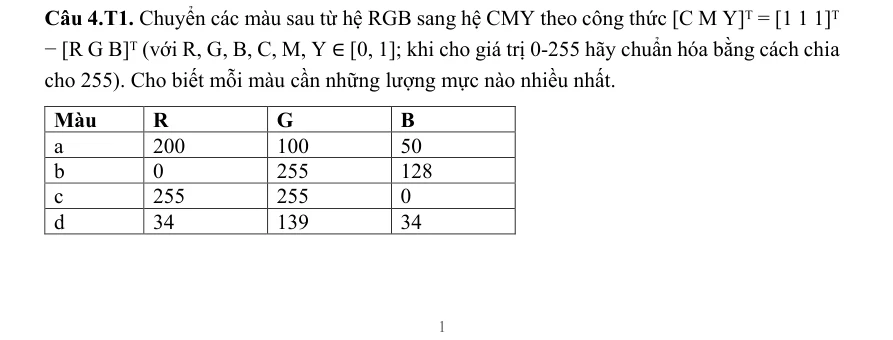 Câu 4.T1. Chuyển các màu sau từ hệ RGB sang hệ CMY theo công thức [C M Y]ᵀ = [1 1 1]ᵀ
− [R G B]ᵀ (với R, G, B, C, M, Y ∈ [0, 1]; khi cho giá trị 0-255 hãy chuẩn hóa bằng cách chia
cho 255). Cho biết mỗi màu cần những lượng mực nào nhiều nhất.
Màu R G B
a 200 100 50
b 0 255 128
c 255 255 0
d 34 139 34
1